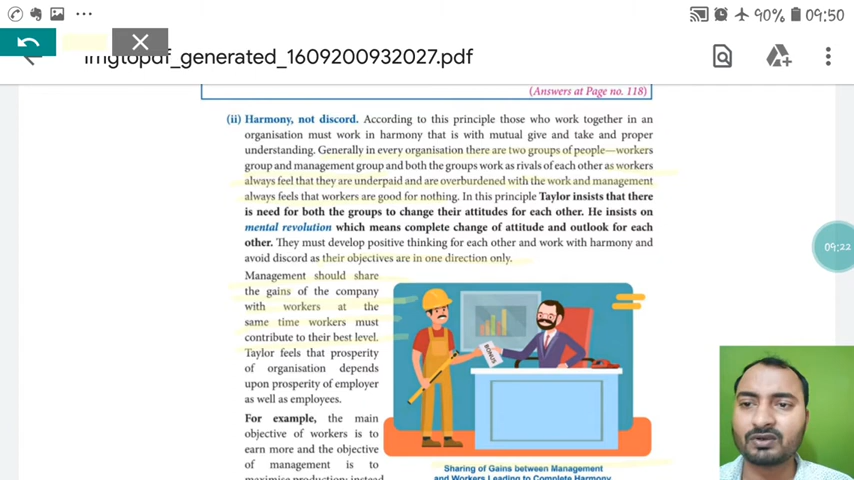 90% 09:50
imgtopdf_generated_1609200932027.pdf
(Answers at Page no. 118)
(ii) Harmony, not discord. According to this principle those who work together in an
organisation must work in harmony that is with mutual give and take and proper
understanding. Generally in every organisation there are two groups of people—workers
group and management group and both the groups work as rivals of each other as workers
always feel that they are underpaid and are overburdened with the work and management
always feels that workers are good for nothing. In this principle Taylor insists that there
is need for both the groups to change their attitudes for each other. He insists on
mental revolution which means complete change of attitude and outlook for each
other. They must develop positive thinking for each other and work with harmony and
avoid discord as their objectives are in one direction only.
09:22
Management should share
the gains of the company
with workers at the
same time workers must
contribute to their best level.
Taylor feels that prosperity
of organisation depends
upon prosperity of employer
as well as employees.
For example, the main
objective of workers is to
earn more and the objective
of management is to
maximise production; instead
BONUS
Sharing of Gains between Management
and Workers Leading to Complete Harmony